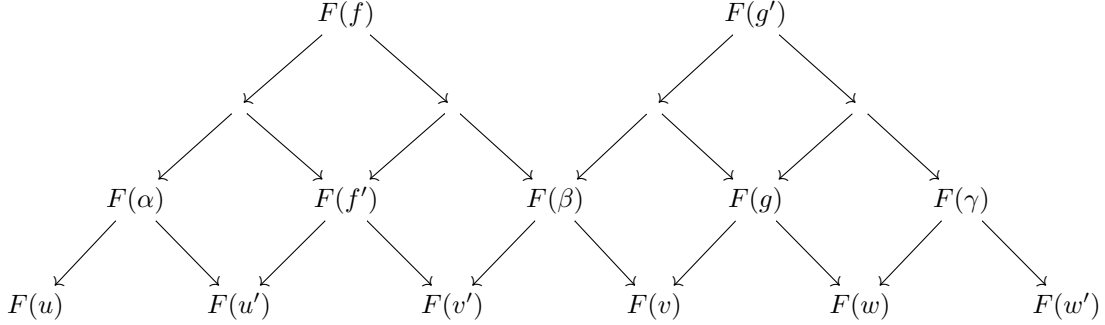 F(f) F(g′)
F(α) F(f′) F(β) F(g) F(γ)
F(u) F(u′) F(v′) F(v) F(w) F(w′)